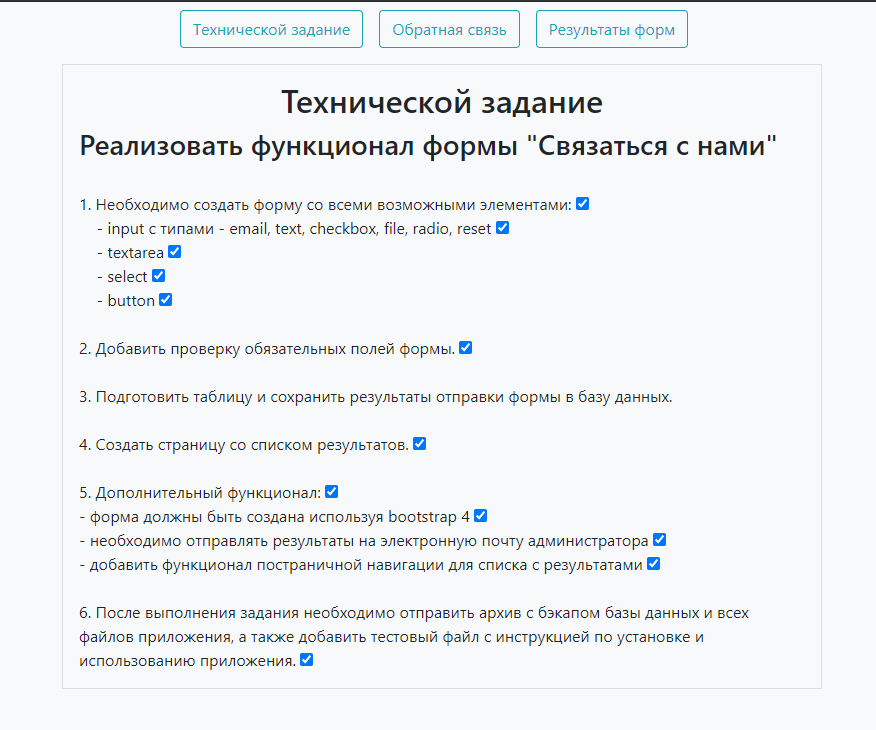 Технической задание
Обратная связь
Результаты форм
Технической задание
Реализовать функционал формы "Связаться с нами"
1. Необходимо создать форму со всеми возможными элементами:
- input с типами - email, text, checkbox, file, radio, reset
- textarea
- select
- button
2. Добавить проверку обязательных полей формы.
3. Подготовить таблицу и сохранить результаты отправки формы в базу данных.
4. Создать страницу со списком результатов.
5. Дополнительный функционал:
- форма должны быть создана используя bootstrap 4
- необходимо отправлять результаты на электронную почту администратора
- добавить функционал постраничной навигации для списка с результатами
6. После выполнения задания необходимо отправить архив с бэкапом базы данных и всех
файлов приложения, а также добавить тестовый файл с инструкцией по установке и
использованию приложения.